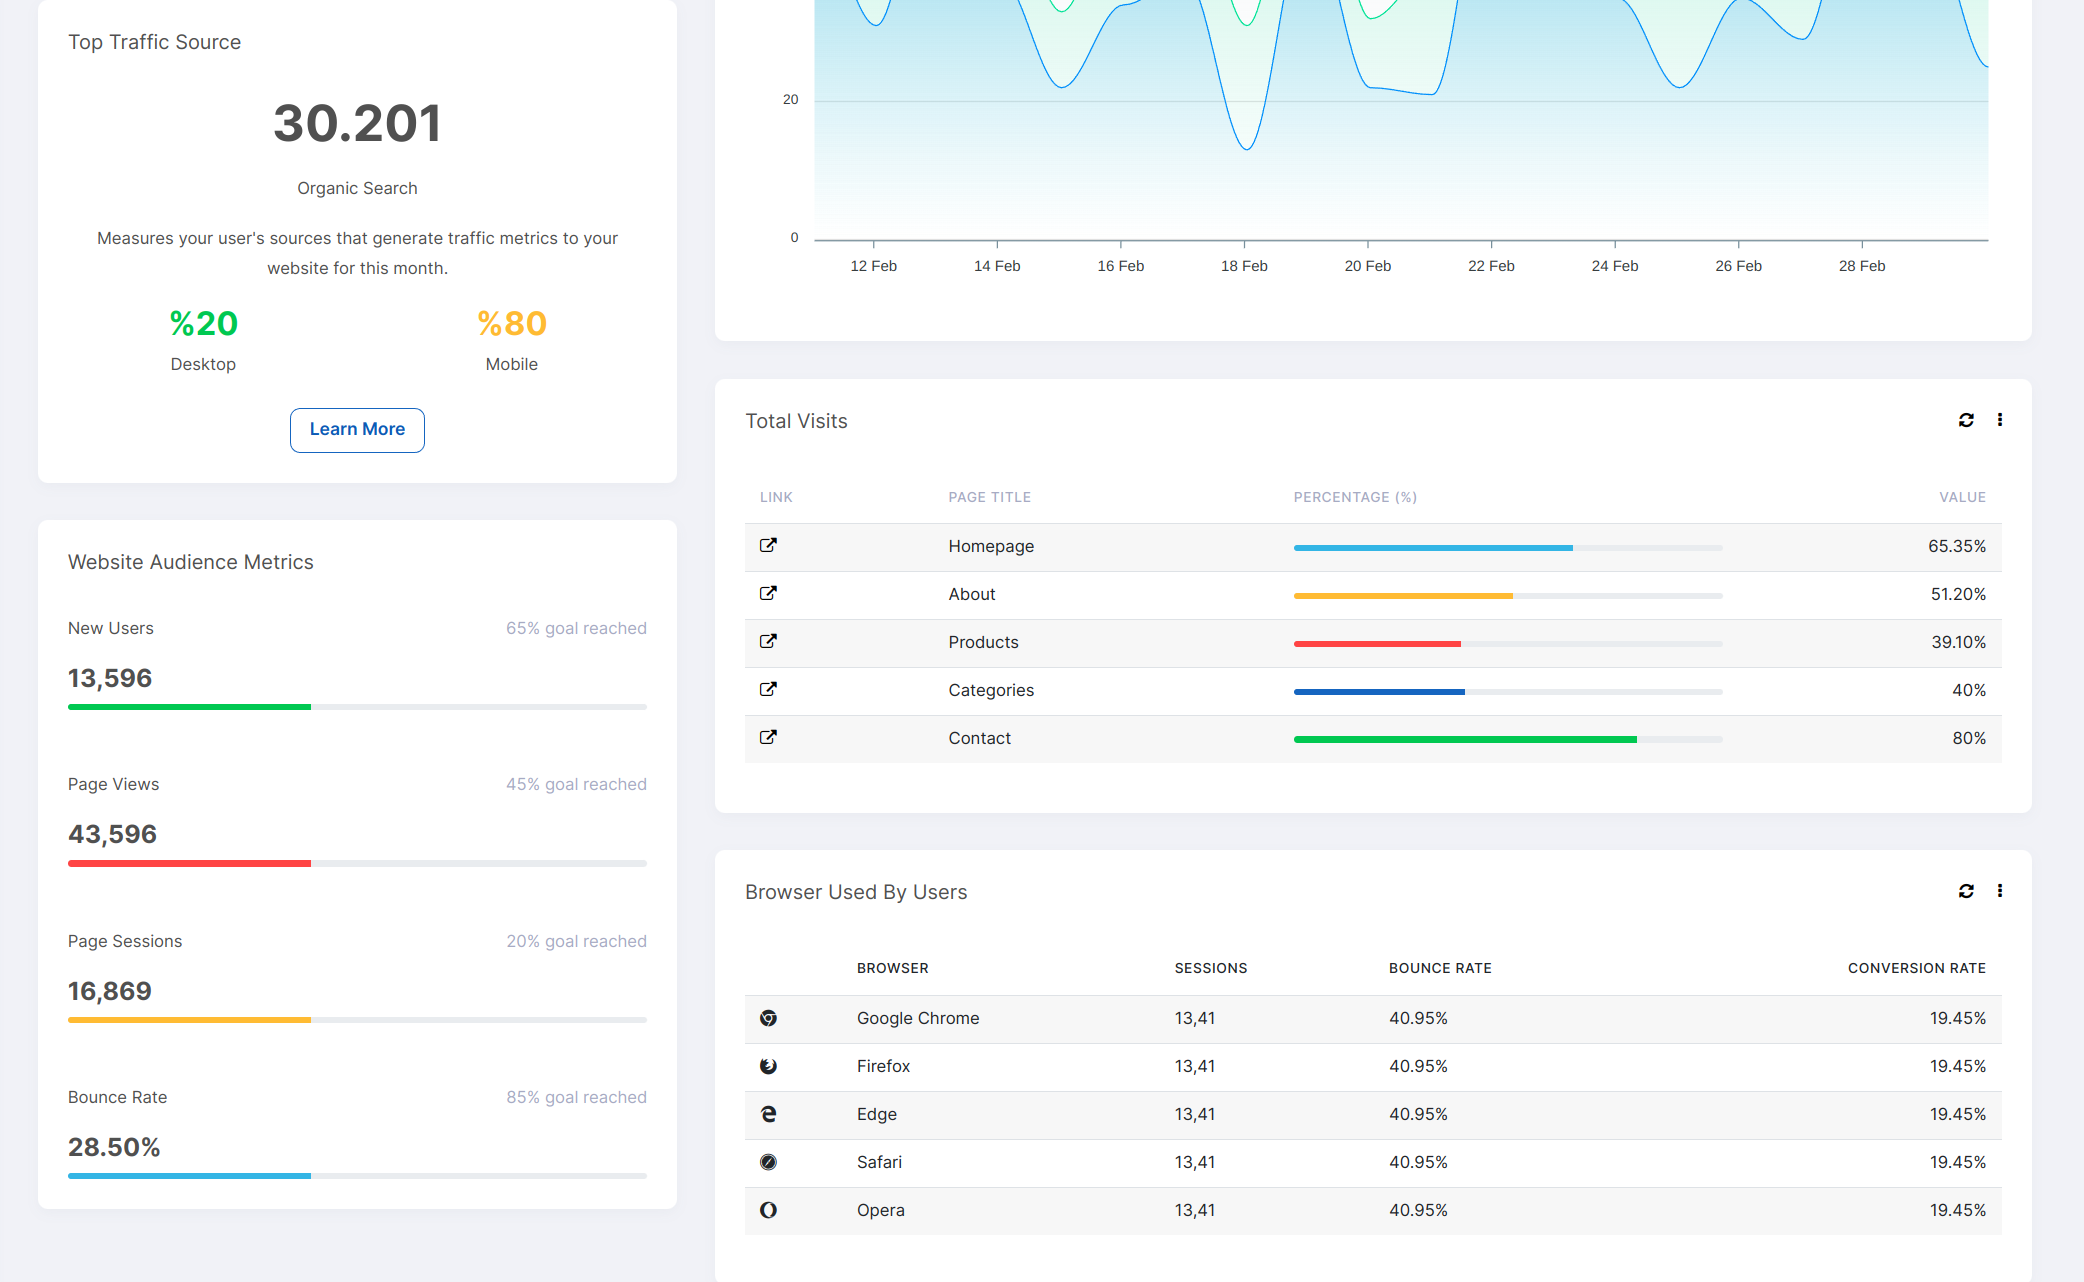 Top Traffic Source
30.201
Organic Search
Measures your user's sources that generate traffic metrics to your
website for this month.
%20 %80
Desktop Mobile
Learn More
Website Audience Metrics
New Users 65% goal reached
13,596
Page Views 45% goal reached
43,596
Page Sessions 20% goal reached
16,869
Bounce Rate 85% goal reached
28.50%
20
0
12 Feb 14 Feb 16 Feb 18 Feb 20 Feb 22 Feb 24 Feb 26 Feb 28 Feb
Total Visits
LINK PAGE TITLE PERCENTAGE (%) VALUE
Homepage 65.35%
About 51.20%
Products 39.10%
Categories 40%
Contact 80%
Browser Used By Users
BROWSER SESSIONS BOUNCE RATE CONVERSION RATE
Google Chrome 13,41 40.95% 19.45%
Firefox 13,41 40.95% 19.45%
Edge 13,41 40.95% 19.45%
Safari 13,41 40.95% 19.45%
Opera 13,41 40.95% 19.45%